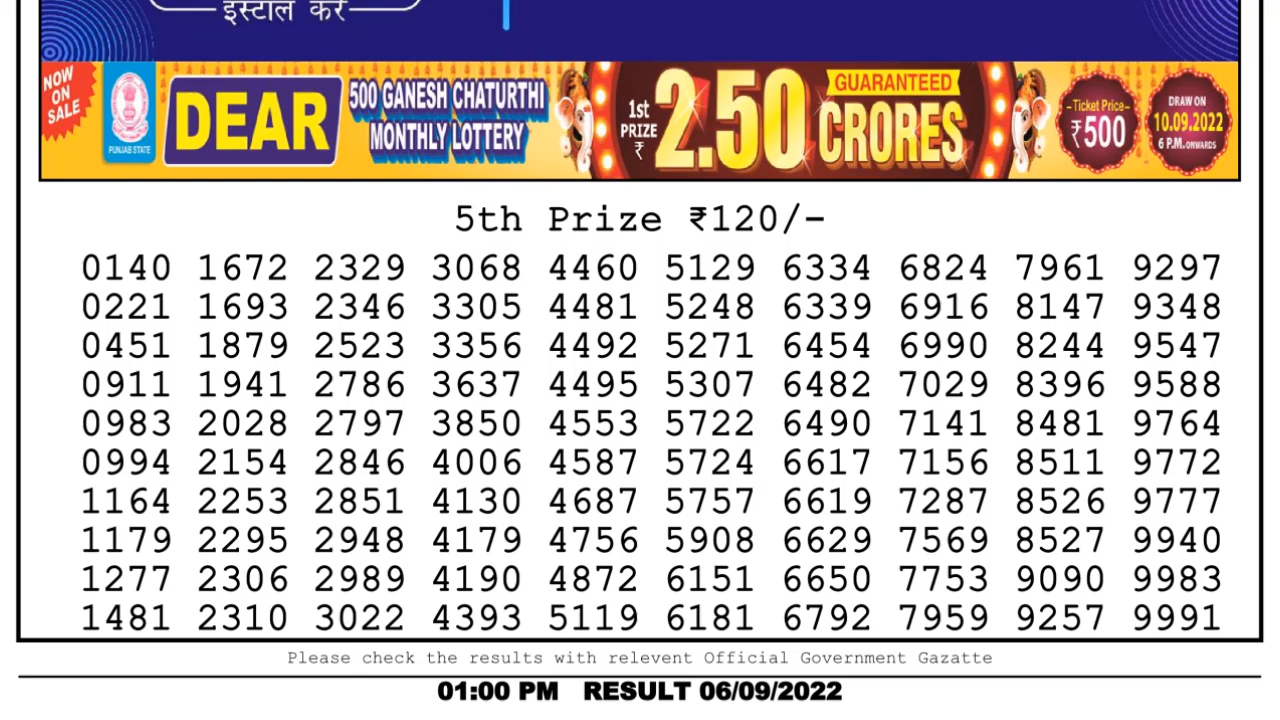 इंस्टॉल करें
NOW
ON
SALE
PUNJAB STATE
DEAR
500 GANESH CHATURTHI
MONTHLY LOTTERY
1st
PRIZE
₹
2.50
GUARANTEED
CRORES
Ticket Price
₹500
DRAW ON
10.09.2022
6 P.M. ONWARDS
5th Prize ₹120/-
0140 1672 2329 3068 4460 5129 6334 6824 7961 9297
0221 1693 2346 3305 4481 5248 6339 6916 8147 9348
0451 1879 2523 3356 4492 5271 6454 6990 8244 9547
0911 1941 2786 3637 4495 5307 6482 7029 8396 9588
0983 2028 2797 3850 4553 5722 6490 7141 8481 9764
0994 2154 2846 4006 4587 5724 6617 7156 8511 9772
1164 2253 2851 4130 4687 5757 6619 7287 8526 9777
1179 2295 2948 4179 4756 5908 6629 7569 8527 9940
1277 2306 2989 4190 4872 6151 6650 7753 9090 9983
1481 2310 3022 4393 5119 6181 6792 7959 9257 9991
Please check the results with relevent Official Government Gazatte
01:00 PM RESULT 06/09/2022